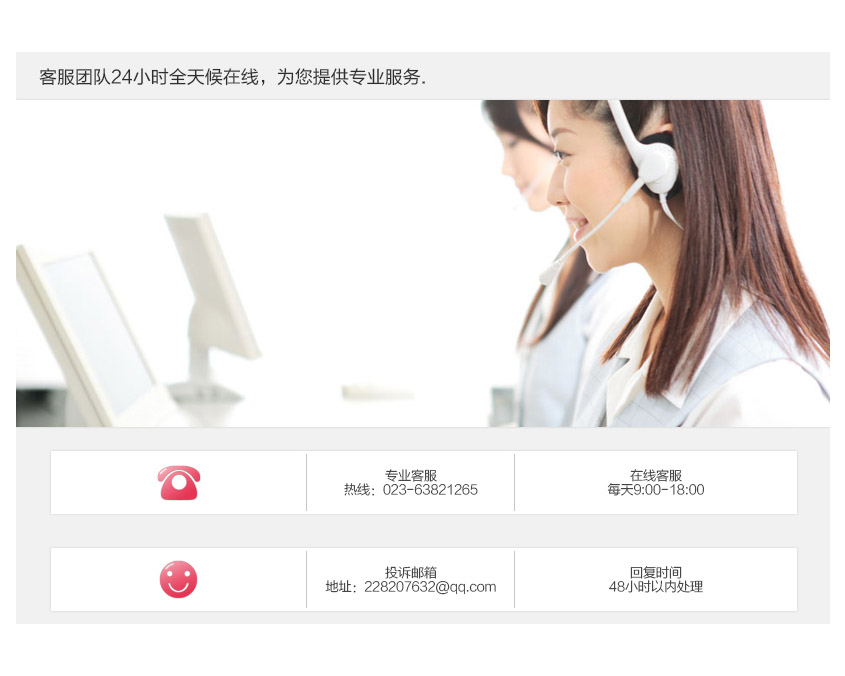 客服团队24小时全天候在线，为您提供专业服务.
专业客服
热线：023-63821265
在线客服
每天9:00-18:00
投诉邮箱
地址：228207632@qq.com
回复时间
48小时以内处理